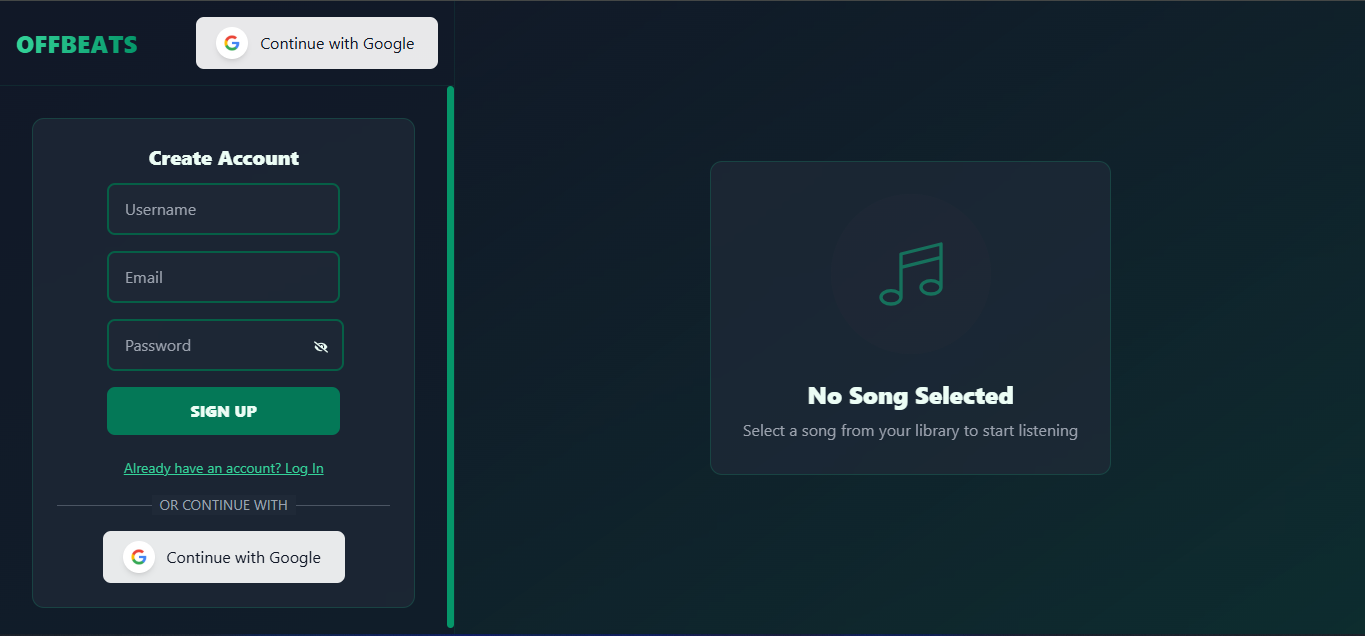 OFFBEATS
Continue with Google
Create Account
Username
Email
Password
SIGN UP
Already have an account? Log In
OR CONTINUE WITH
Continue with Google
No Song Selected
Select a song from your library to start listening